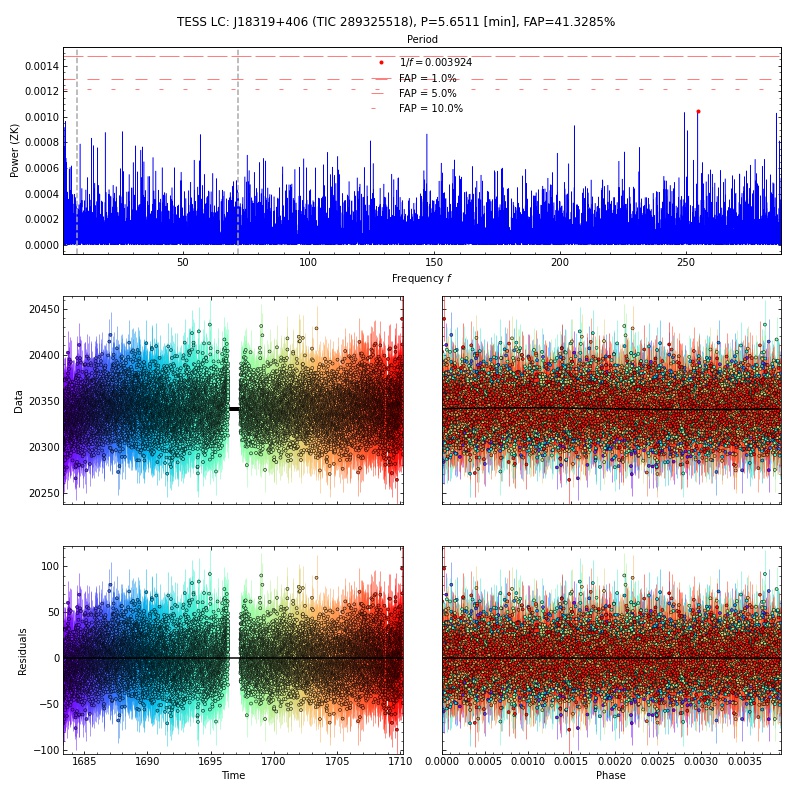 TESS LC: J18319+406 (TIC 289325518), P=5.6511 [min], FAP=41.3285%
Period
1/f = 0.003924
FAP = 1.0%
FAP = 5.0%
FAP = 10.0%
Power (ZK)
0.0014
0.0012
0.0010
0.0008
0.0006
0.0004
0.0002
0.0000
50 100 150 200 250
Frequency f
Data
20450
20400
20350
20300
20250
Residuals
100
50
0
−50
−100
1685 1690 1695 1700 1705 1710
Time
0.0000 0.0005 0.0010 0.0015 0.0020 0.0025 0.0030 0.0035
Phase